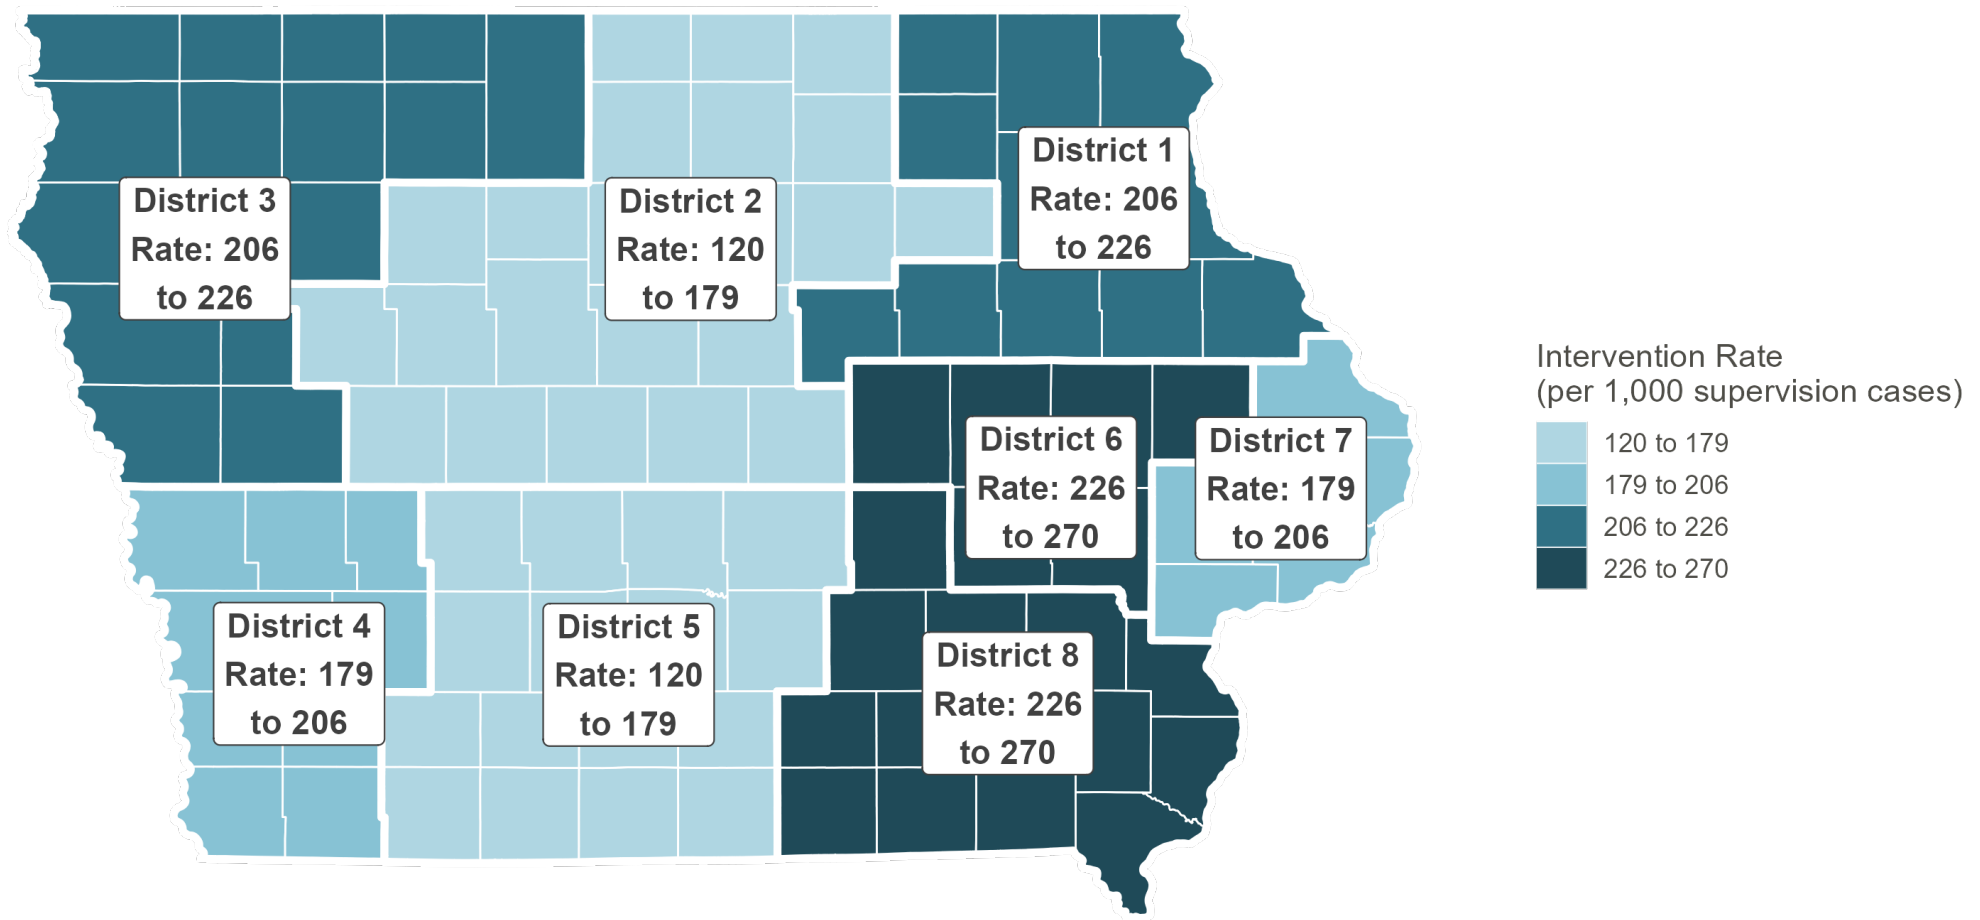 District 1
Rate: 206
to 226
District 3
Rate: 206
to 226
District 2
Rate: 120
to 179
Intervention Rate
(per 1,000 supervision cases)
120 to 179
179 to 206
206 to 226
226 to 270
District 6
Rate: 226
to 270
District 7
Rate: 179
to 206
District 4
Rate: 179
to 206
District 5
Rate: 120
to 179
District 8
Rate: 226
to 270